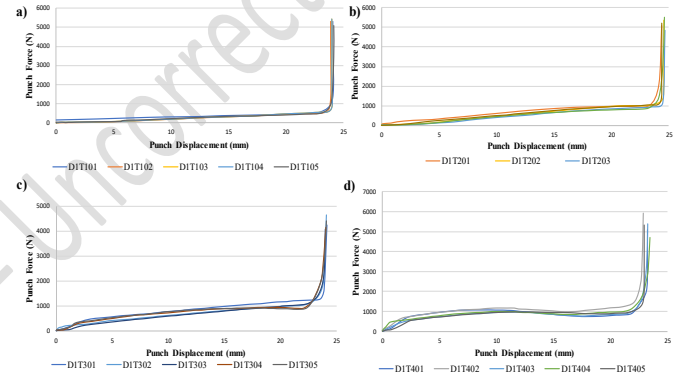 a)
6000
5000
4000
3000
2000
1000
0
Punch Force (N)
0 5 10 15 20 25
Punch Displacement (mm)
D1T101 D1T102 D1T103 D1T104 D1T105
b)
6000
5000
4000
3000
2000
1000
0
Punch Force (N)
0 5 10 15 20 25
Punch Displacement (mm)
D1T201 D1T202 D1T203
c)
5000
4000
3000
2000
1000
0
Punch Force (N)
0 5 10 15 20 25
Punch Displacement (mm)
D1T301 D1T302 D1T303 D1T304 D1T305
d)
7000
6000
5000
4000
3000
2000
1000
0
Punch Force (N)
0 5 10 15 20 25
Punch Displacement (mm)
D1T401 D1T402 D1T403 D1T404 D1T405
Uncorrec